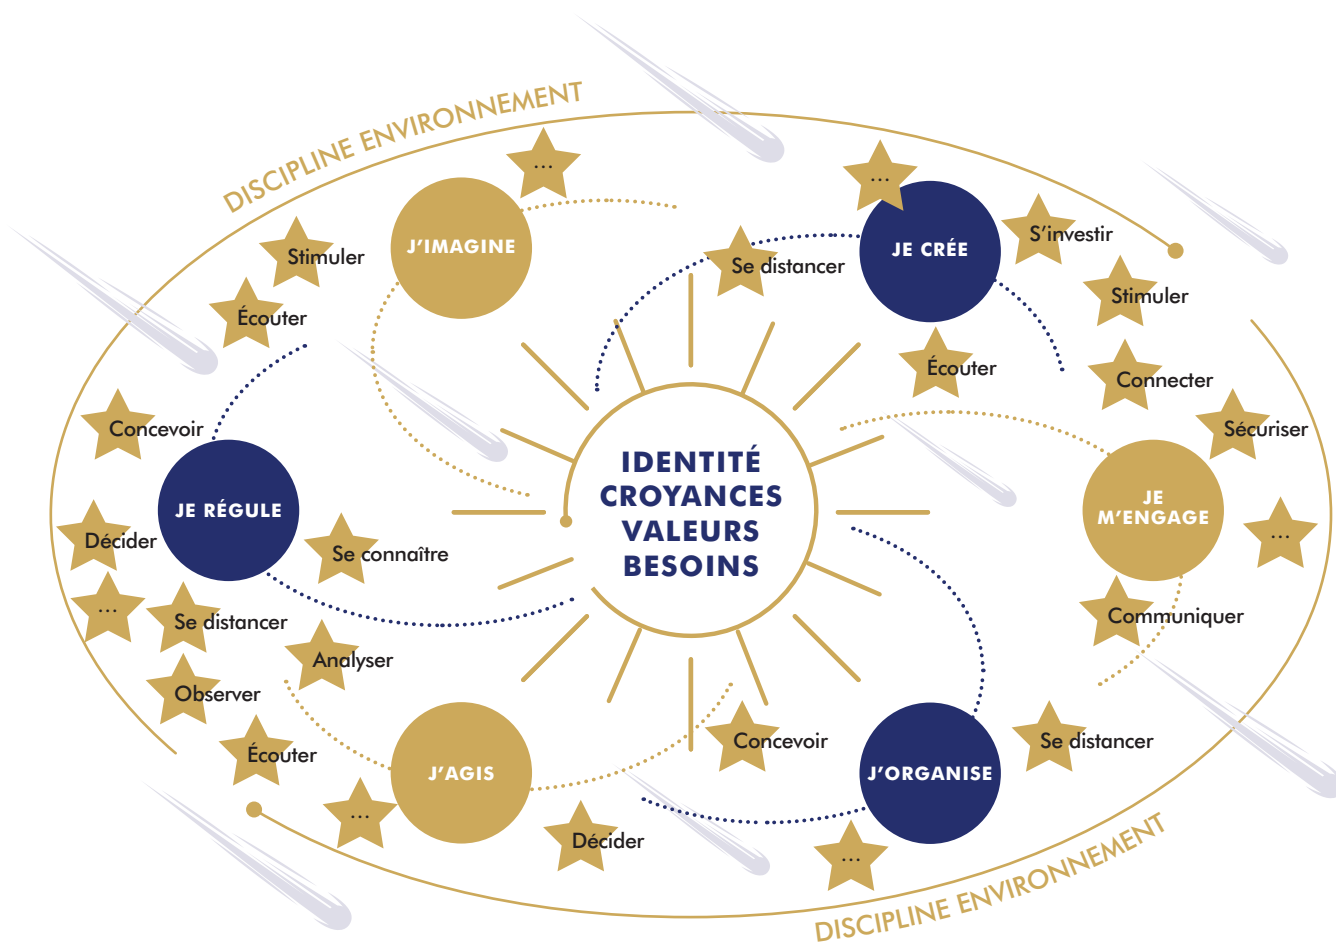 DISCIPLINE ENVIRONNEMENT
...
...
J'IMAGINE
JE CRÉE
S'investir
Stimuler
Se distancer
Stimuler
Écouter
Écouter
Connecter
Concevoir
Sécuriser
IDENTITÉ
CROYANCES
VALEURS
BESOINS
JE RÉGULE
JE
M'ENGAGE
...
Décider
Se connaître
...
Se distancer
Communiquer
Analyser
Observer
Écouter
Concevoir
Se distancer
J'AGIS
J'ORGANISE
...
Décider
...
DISCIPLINE ENVIRONNEMENT